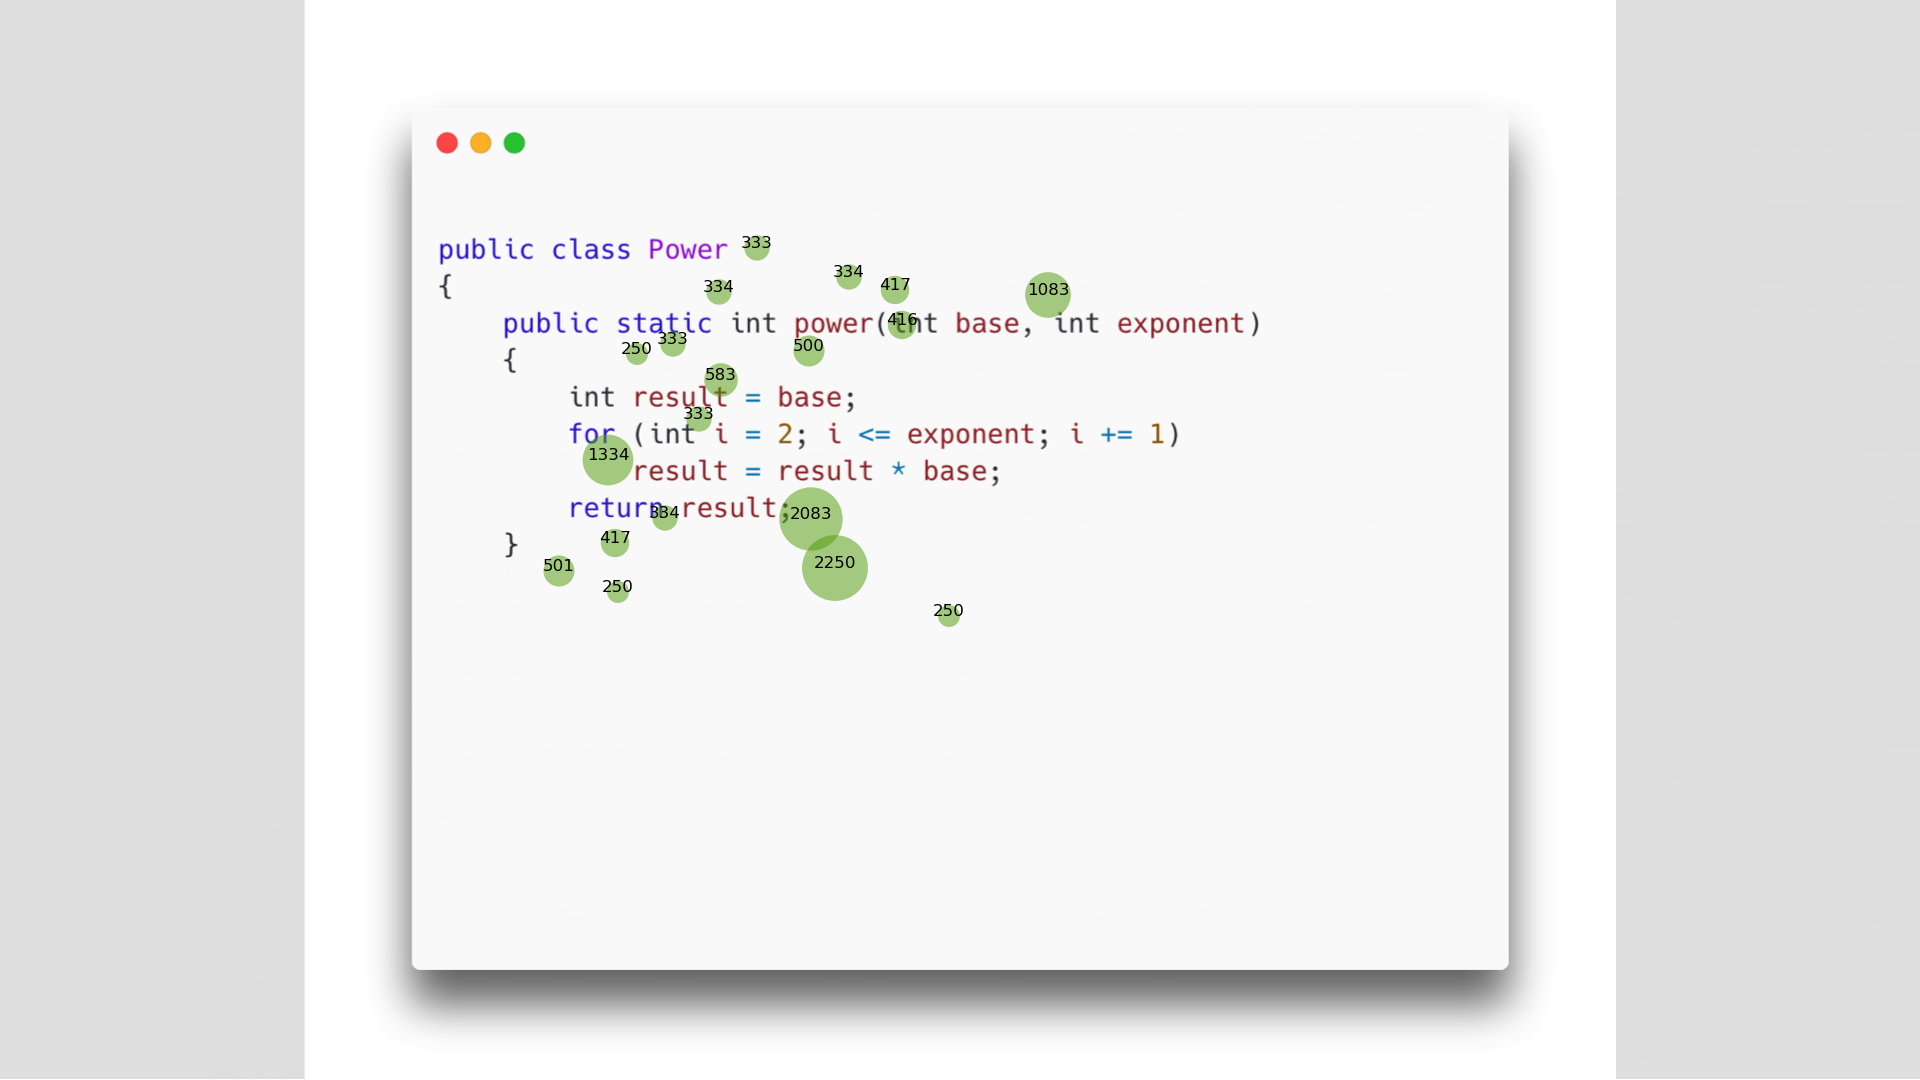 public class Power 333
{
334 334 417 1083
public static int power(int base, int exponent)
416
250 333 500
{
583
int result = base;
333
for (int i = 2; i <= exponent; i += 1)
1334
result = result * base;
return result;
334 2083
417
}
501 2250
250
250